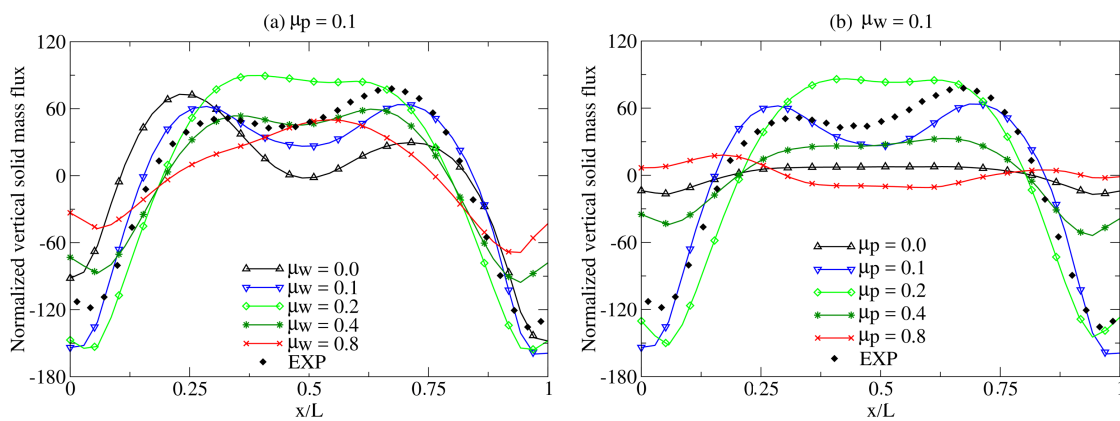 (a) μp = 0.1
Normalized vertical solid mass flux
120
60
0
-60
-120
-180
0
0.25
0.5
0.75
1
x/L
μw = 0.0
μw = 0.1
μw = 0.2
μw = 0.4
μw = 0.8
EXP
(b) μw = 0.1
Normalized vertical solid mass flux
120
60
0
-60
-120
-180
0
0.25
0.5
0.75
1
x/L
μp = 0.0
μp = 0.1
μp = 0.2
μp = 0.4
μp = 0.8
EXP